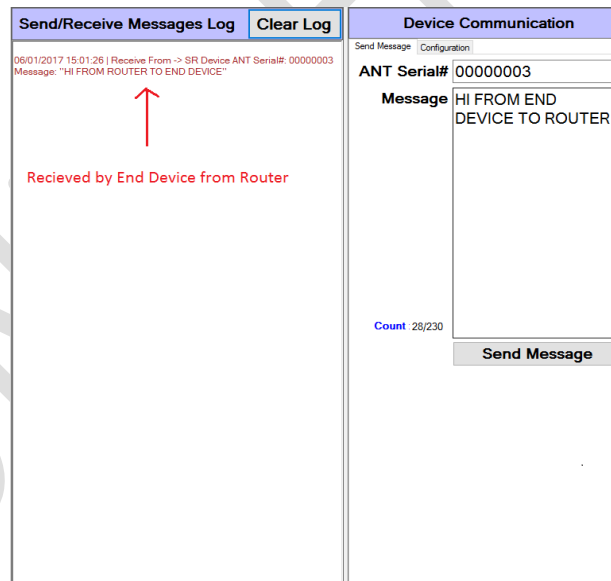 Send/Receive Messages Log
Clear Log
06/01/2017 15:01:26 | Receive From -> SR Device ANT Serial#: 00000003
Message: "HI FROM ROUTER TO END DEVICE"
Recieved by End Device from Router
Device Communication
Send Message
Configuration
ANT Serial# 00000003
Message
HI FROM END
DEVICE TO ROUTER
Count : 28/230
Send Message